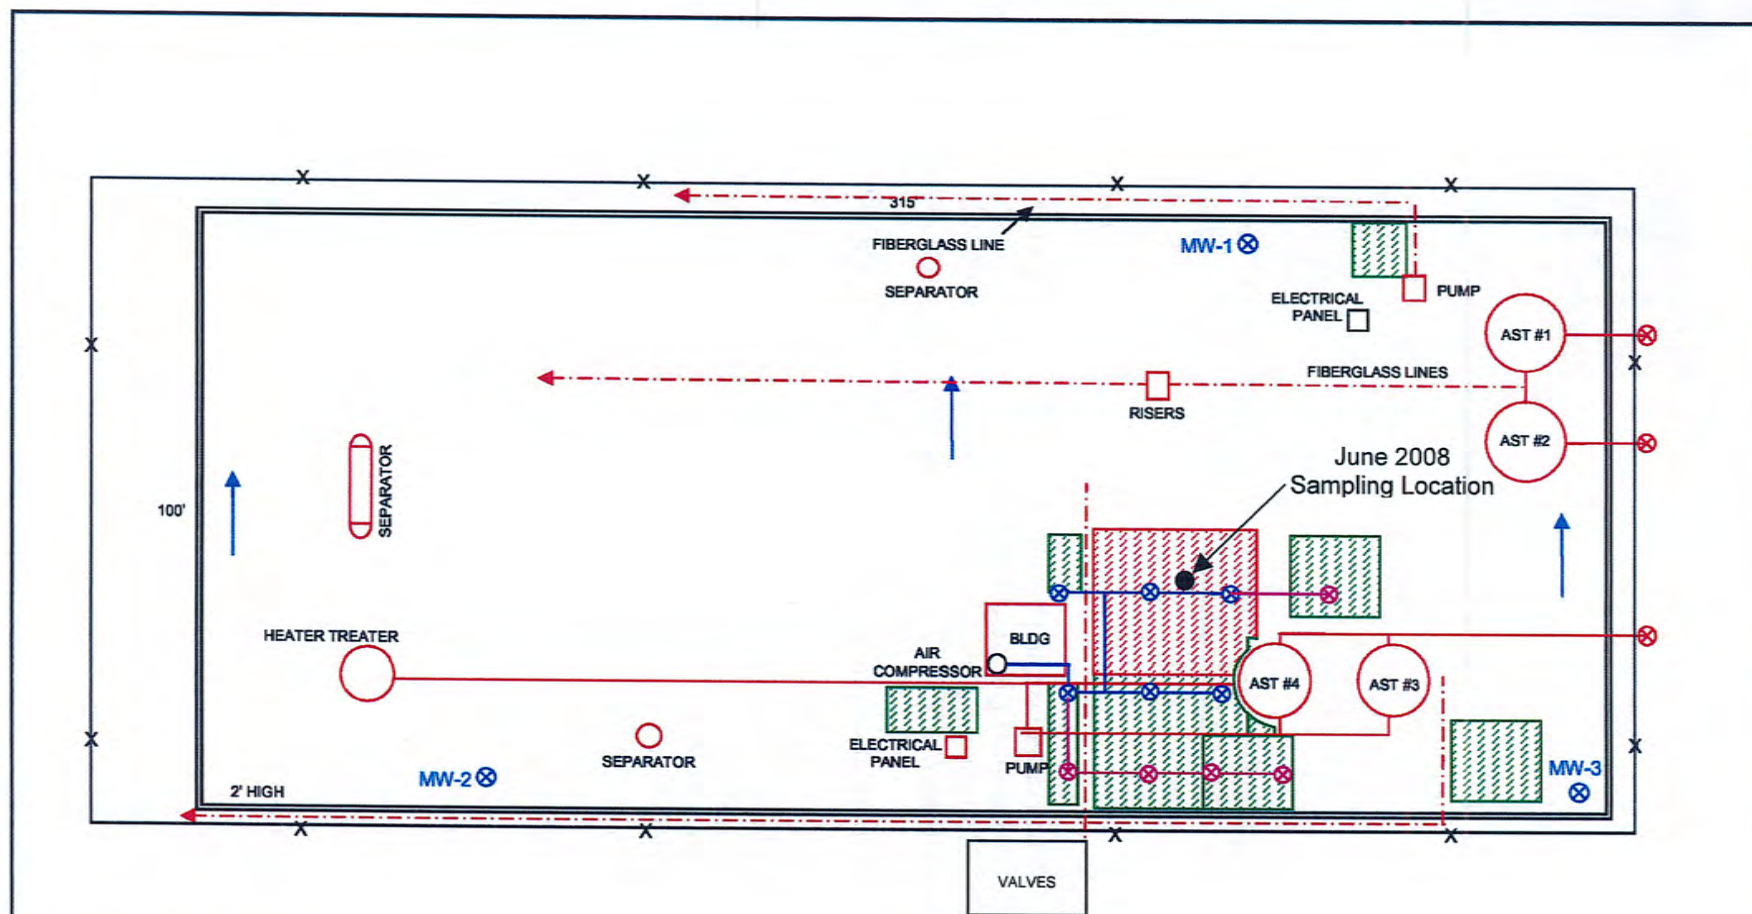 315'
FIBERGLASS LINE
SEPARATOR
MW-1
ELECTRICAL
PANEL
PUMP
AST #1
FIBERGLASS LINES
RISERS
AST #2
June 2008
Sampling Location
SEPARATOR
100'
HEATER TREATER
BLDG
AIR
COMPRESSOR
AST #4
AST #3
SEPARATOR
ELECTRICAL
PANEL
PUMP
MW-2
MW-3
2' HIGH
VALVES
X
X
X
X
X
X
X
X
X
X
X
X